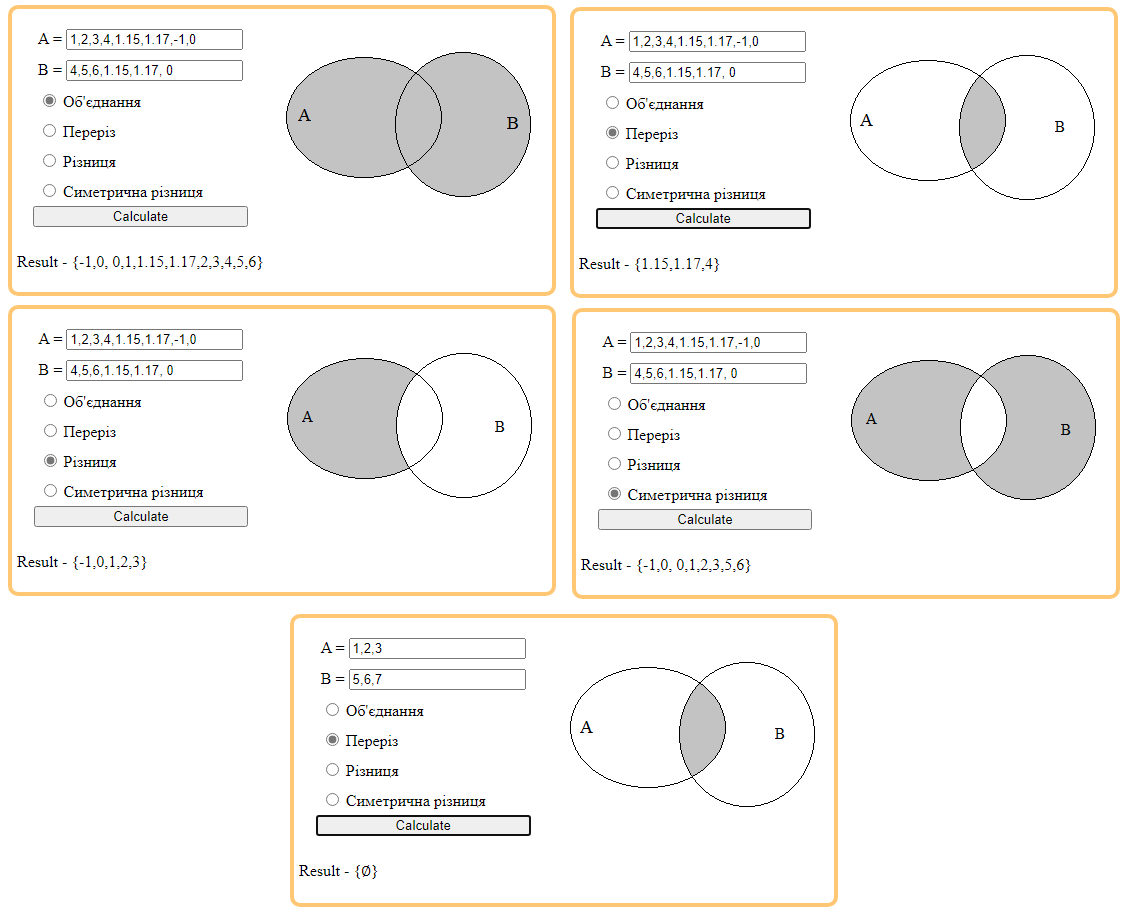 A = 1,2,3,4,1.15,1.17,-1,0
B = 4,5,6,1.15,1.17, 0
Об'єднання
Переріз
Різниця
Симетрична різниця
Calculate
A
B
Result - {-1,0, 0,1,1.15,1.17,2,3,4,5,6}
A = 1,2,3,4,1.15,1.17,-1,0
B = 4,5,6,1.15,1.17, 0
Об'єднання
Переріз
Різниця
Симетрична різниця
Calculate
A
B
Result - {1.15,1.17,4}
A = 1,2,3,4,1.15,1.17,-1,0
B = 4,5,6,1.15,1.17, 0
Об'єднання
Переріз
Різниця
Симетрична різниця
Calculate
A
B
Result - {-1,0,1,2,3}
A = 1,2,3,4,1.15,1.17,-1,0
B = 4,5,6,1.15,1.17, 0
Об'єднання
Переріз
Різниця
Симетрична різниця
Calculate
A
B
Result - {-1,0, 0,1,2,3,5,6}
A = 1,2,3
B = 5,6,7
Об'єднання
Переріз
Різниця
Симетрична різниця
Calculate
A
B
Result - {∅}